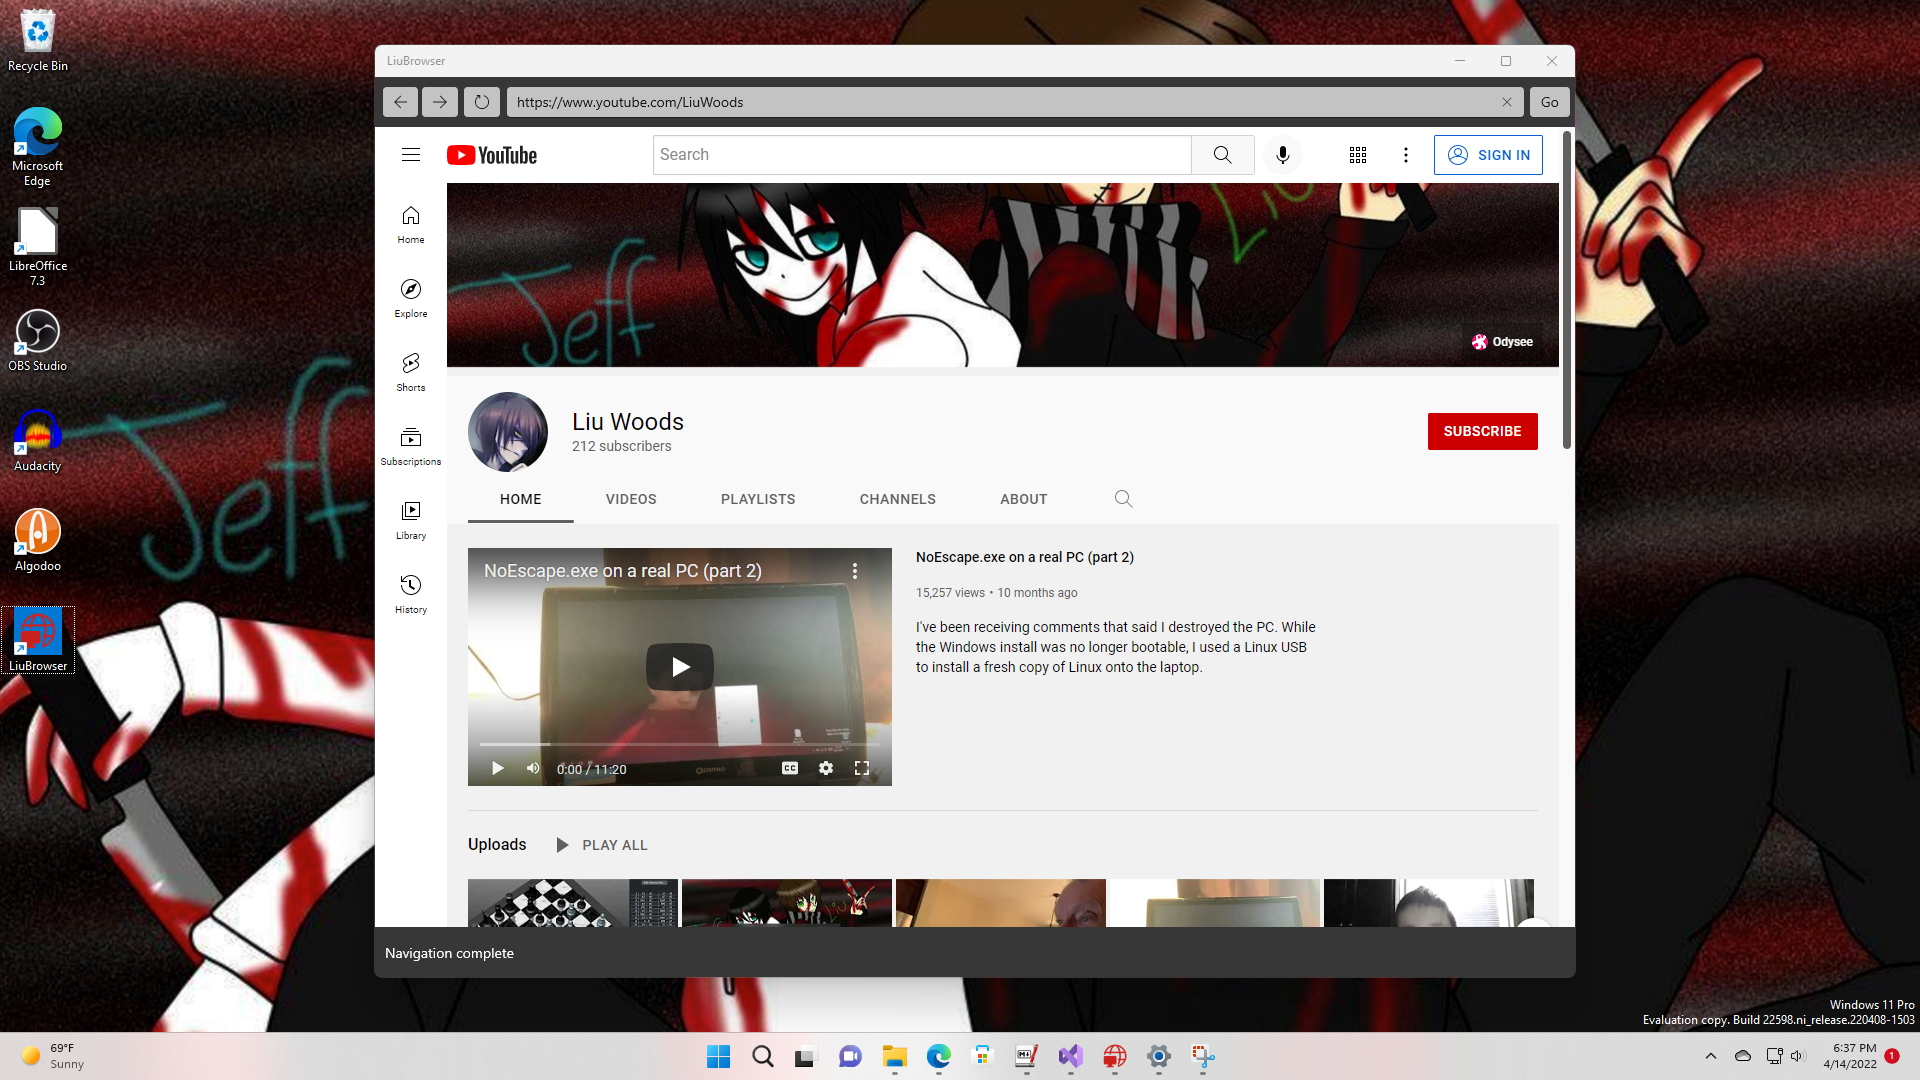 Recycle Bin
Microsoft
Edge
LibreOffice
7.3
OBS Studio
Audacity
Algodoo
LiuBrowser
Jeff
LiuBrowser
https://www.youtube.com/LiuWoods
Go
YouTube
Search
SIGN IN
Home
Explore
Shorts
Subscriptions
Library
History
Jeff
Liu
Odysee
Liu Woods
212 subscribers
SUBSCRIBE
HOME
VIDEOS
PLAYLISTS
CHANNELS
ABOUT
NoEscape.exe on a real PC (part 2)
0:00 / 11:20
CC
NoEscape.exe on a real PC (part 2)
15,257 views • 10 months ago
I've been receiving comments that said I destroyed the PC. While
the Windows install was no longer bootable, I used a Linux USB
to install a fresh copy of Linux onto the laptop.
Uploads
PLAY ALL
Navigation complete
Windows 11 Pro
Evaluation copy. Build 22598.ni_release.220408-1503
69°F
Sunny
6:37 PM
4/14/2022
1